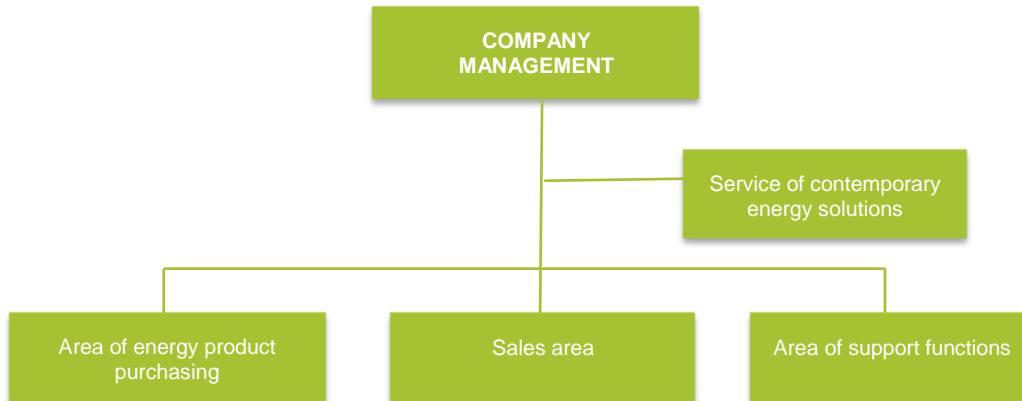 COMPANY
MANAGEMENT
Service of contemporary
energy solutions
Area of energy product
purchasing
Sales area
Area of support functions